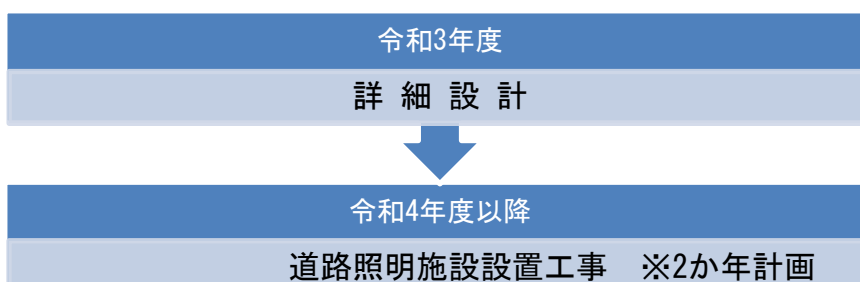 令和3年度
詳 細 設 計
令和4年度以降
道路照明施設設置工事　※2か年計画